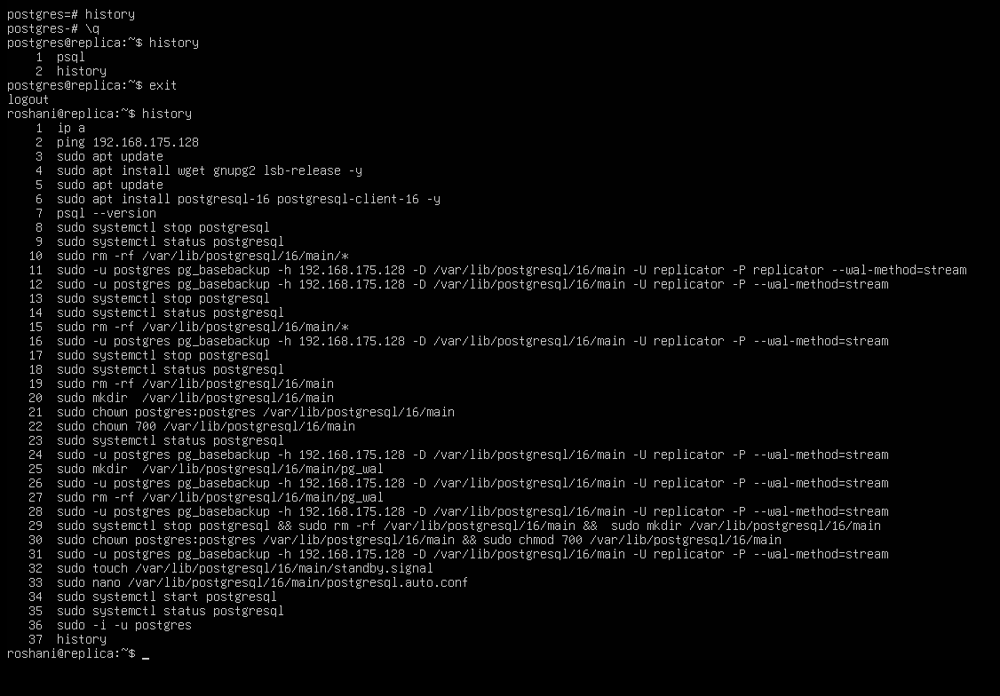 postgres=# history
postgres-# \q
postgres@replica:~$ history
    1  psql
    2  history
postgres@replica:~$ exit
logout
roshani@replica:~$ history
    1  ip a
    2  ping 192.168.175.128
    3  sudo apt update
    4  sudo apt install wget gnupg2 lsb-release -y
    5  sudo apt update
    6  sudo apt install postgresql-16 postgresql-client-16 -y
    7  psql --version
    8  sudo systemctl stop postgresql
    9  sudo systemctl status postgresql
   10  sudo rm -rf /var/lib/postgresql/16/main/*
   11  sudo -u postgres pg_basebackup -h 192.168.175.128 -D /var/lib/postgresql/16/main -U replicator -P replicator --wal-method=stream
   12  sudo -u postgres pg_basebackup -h 192.168.175.128 -D /var/lib/postgresql/16/main -U replicator -P --wal-method=stream
   13  sudo systemctl stop postgresql
   14  sudo systemctl status postgresql
   15  sudo rm -rf /var/lib/postgresql/16/main/*
   16  sudo -u postgres pg_basebackup -h 192.168.175.128 -D /var/lib/postgresql/16/main -U replicator -P --wal-method=stream
   17  sudo systemctl stop postgresql
   18  sudo systemctl status postgresql
   19  sudo rm -rf /var/lib/postgresql/16/main
   20  sudo mkdir  /var/lib/postgresql/16/main
   21  sudo chown postgres:postgres /var/lib/postgresql/16/main
   22  sudo chown 700 /var/lib/postgresql/16/main
   23  sudo systemctl status postgresql
   24  sudo -u postgres pg_basebackup -h 192.168.175.128 -D /var/lib/postgresql/16/main -U replicator -P --wal-method=stream
   25  sudo mkdir  /var/lib/postgresql/16/main/pg_wal
   26  sudo -u postgres pg_basebackup -h 192.168.175.128 -D /var/lib/postgresql/16/main -U replicator -P --wal-method=stream
   27  sudo rm -rf /var/lib/postgresql/16/main/pg_wal
   28  sudo -u postgres pg_basebackup -h 192.168.175.128 -D /var/lib/postgresql/16/main -U replicator -P --wal-method=stream
   29  sudo systemctl stop postgresql && sudo rm -rf /var/lib/postgresql/16/main &&  sudo mkdir /var/lib/postgresql/16/main
   30  sudo chown postgres:postgres /var/lib/postgresql/16/main && sudo chmod 700 /var/lib/postgresql/16/main
   31  sudo -u postgres pg_basebackup -h 192.168.175.128 -D /var/lib/postgresql/16/main -U replicator -P --wal-method=stream
   32  sudo touch /var/lib/postgresql/16/main/standby.signal
   33  sudo nano /var/lib/postgresql/16/main/postgresql.auto.conf
   34  sudo systemctl start postgresql
   35  sudo systemctl status postgresql
   36  sudo -i -u postgres
   37  history
roshani@replica:~$ _